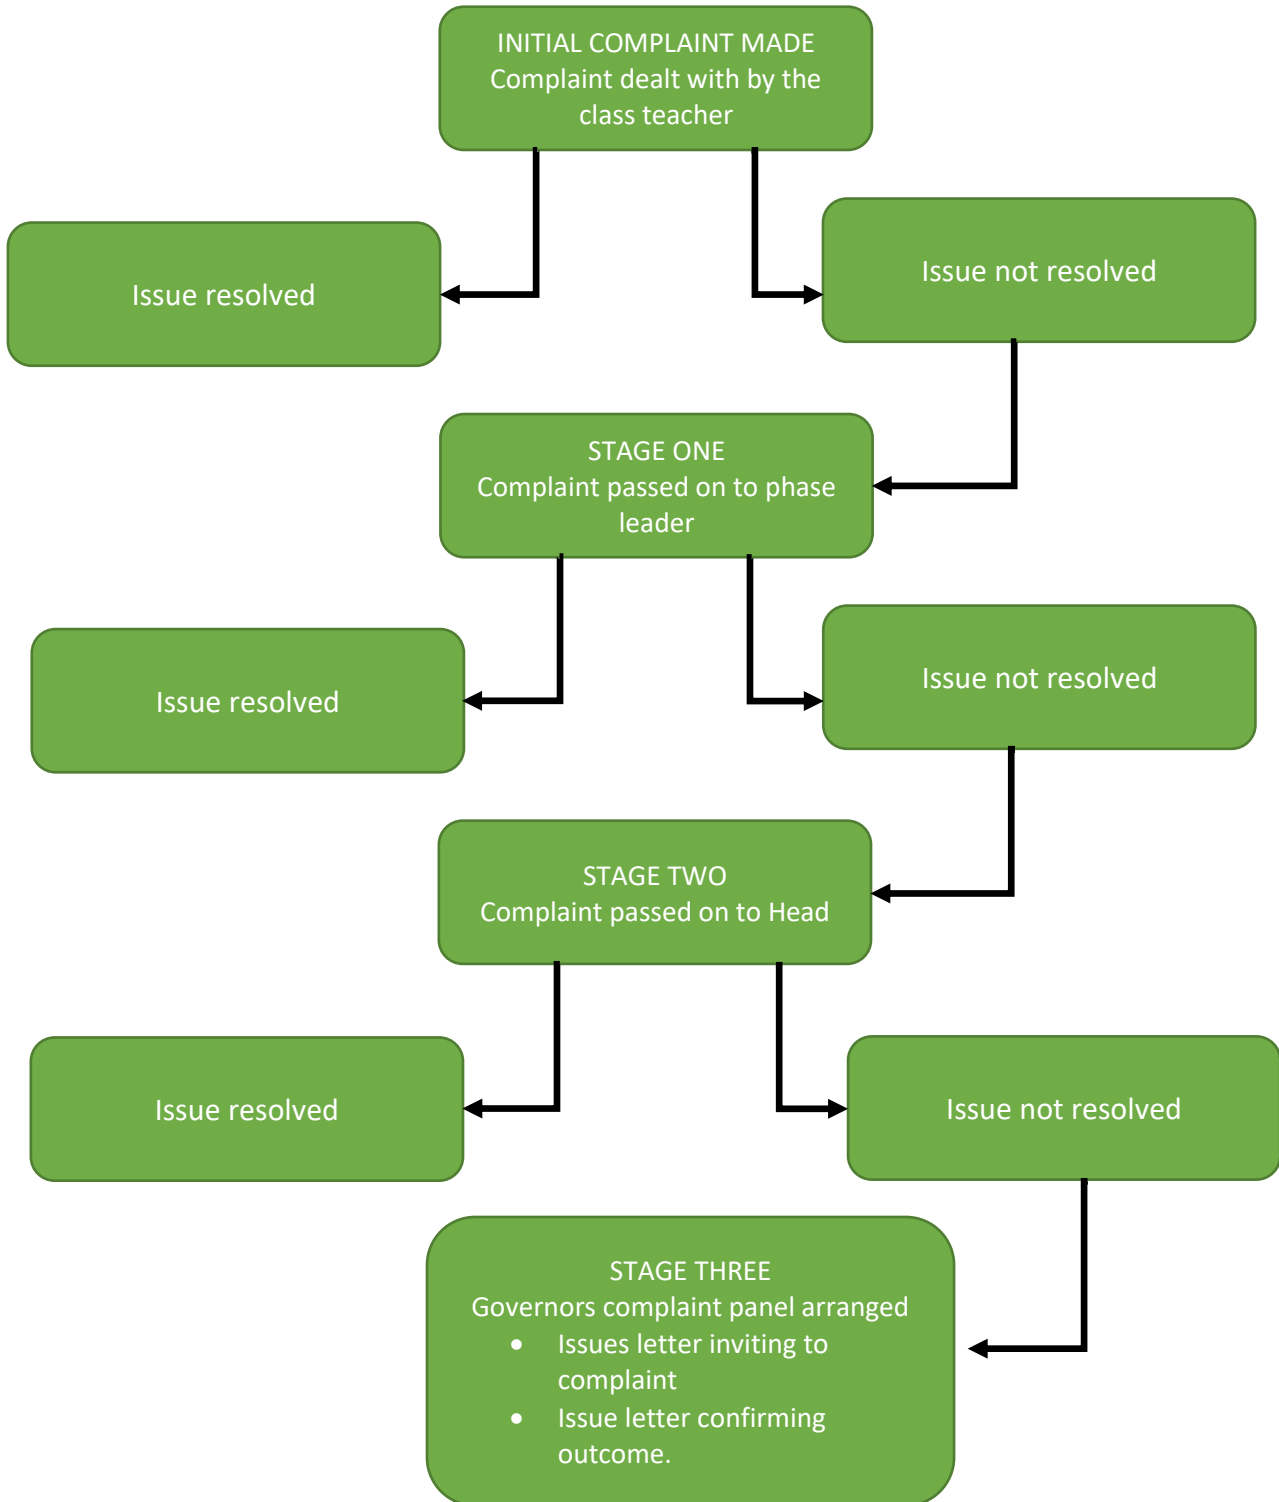 INITIAL COMPLAINT MADE
Complaint dealt with by the
class teacher
Issue resolved
Issue not resolved
STAGE ONE
Complaint passed on to phase
leader
Issue resolved
Issue not resolved
STAGE TWO
Complaint passed on to Head
Issue resolved
Issue not resolved
STAGE THREE
Governors complaint panel arranged
• Issues letter inviting to
complaint
• Issue letter confirming
outcome.